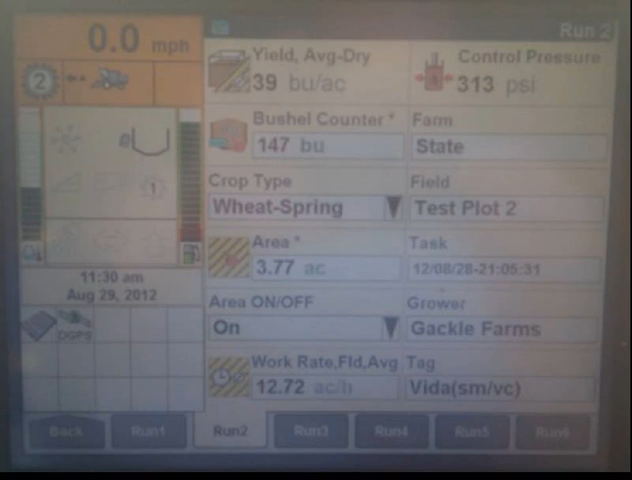 Run 2
0.0 mph
2
Yield, Avg-Dry
39 bu/ac
Control Pressure
313 psi
Bushel Counter *
147 bu
Farm
State
Crop Type
Wheat-Spring
Field
Test Plot 2
1
Area *
3.77 ac
Task
12/08/28-21:05:31
11:30 am
Aug 29, 2012
Area ON/OFF
On
Grower
Gackle Farms
DGPS
Work Rate,Fld,Avg
12.72 ac/h
Tag
Vida(sm/vc)
Back Run1 Run2 Run3 Run4 Run5 Run6